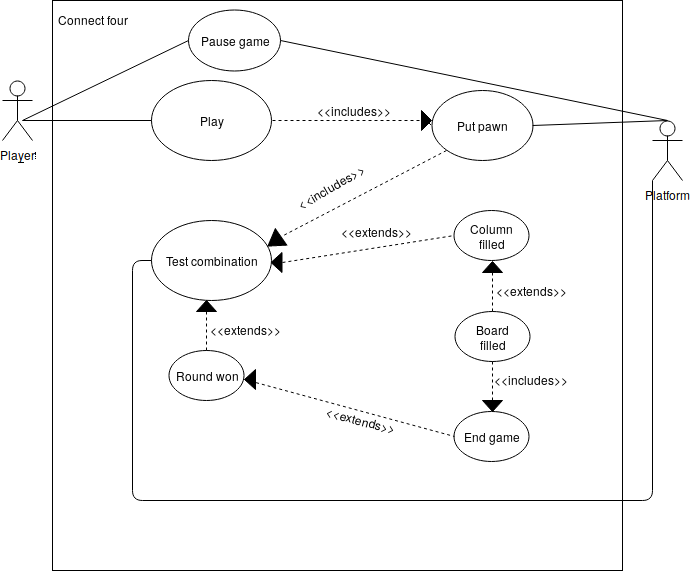 Connect four
Pause game
Play
<<includes>>
Put pawn
Player
Platform
<<includes>>
Test combination
<<extends>>
Column
filled
<<extends>>
<<extends>>
Board
filled
Round won
<<includes>>
<<extends>>
End game